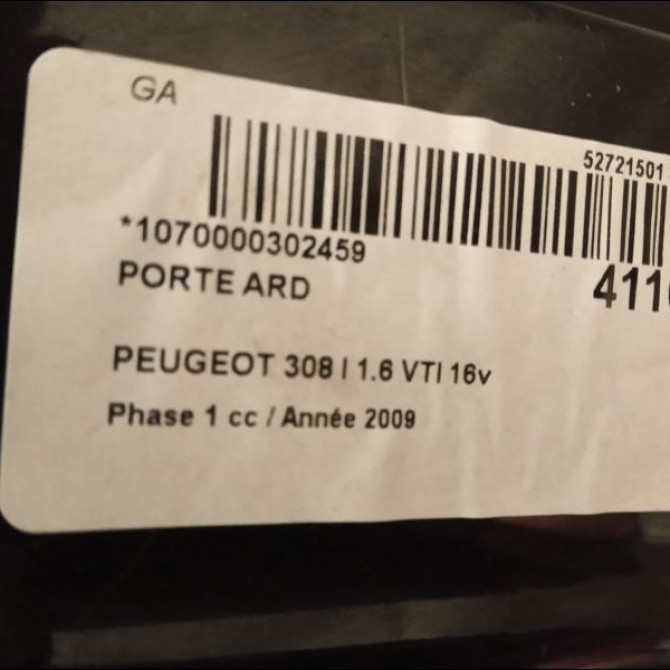 GA
52721501
*1070000302459
PORTE ARD
PEUGEOT 308 I 1.6 VTI 16v
Phase 1 cc / Année 2009